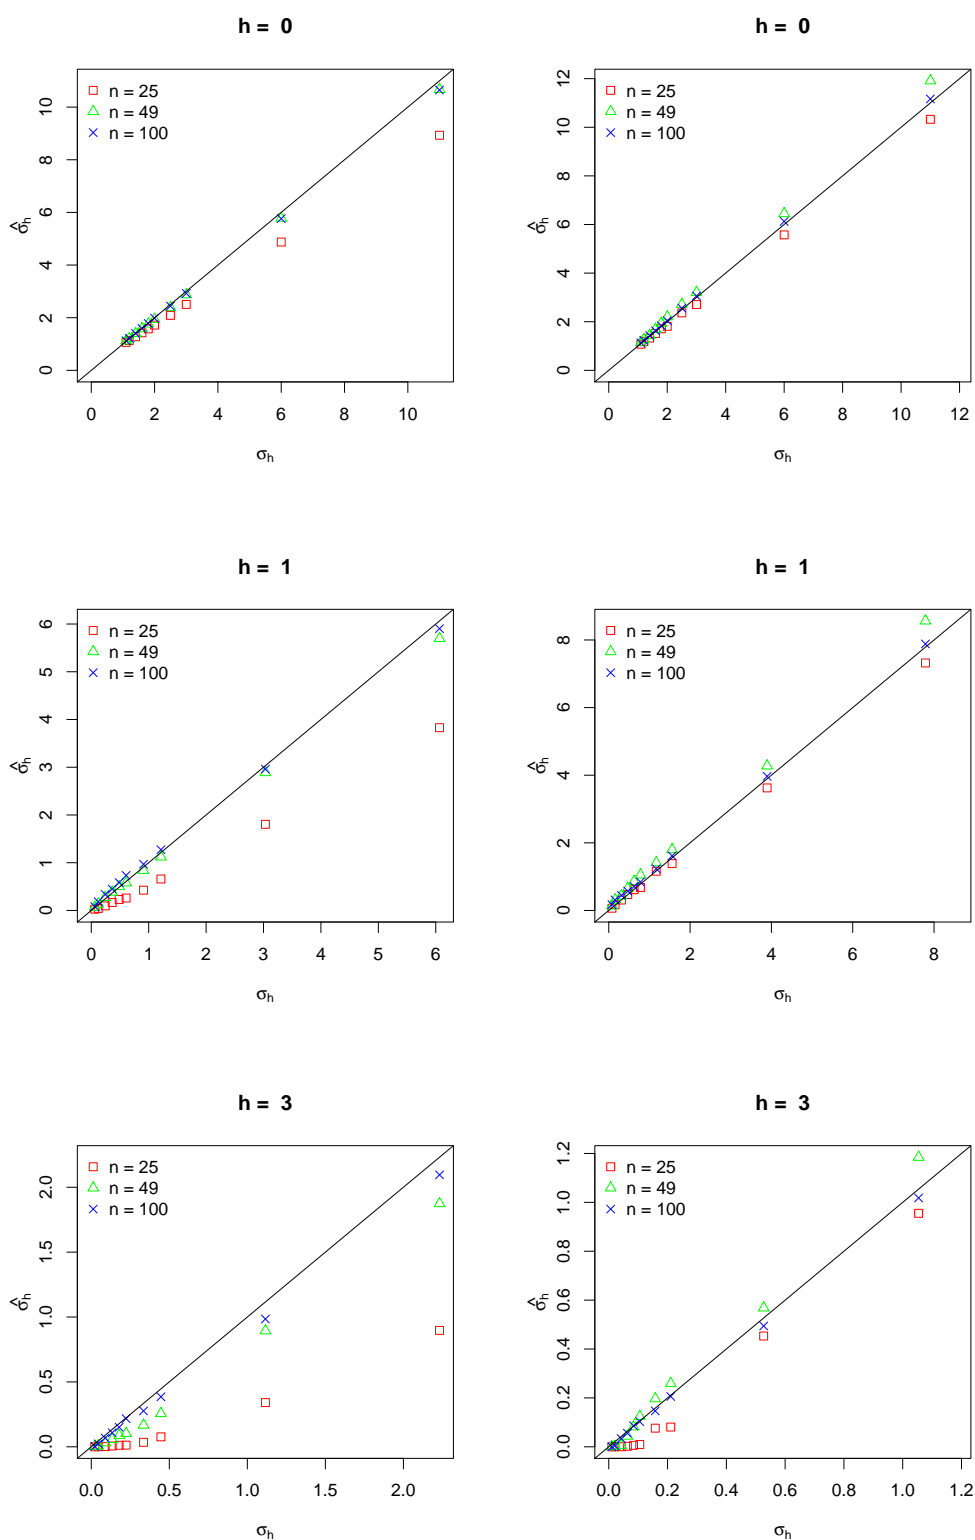 h = 0
n = 25
n = 49
n = 100
0 2 4 6 8 10
0 2 4 6 8 10
σh
σ̂h
h = 0
n = 25
n = 49
n = 100
0 2 4 6 8 10 12
0 2 4 6 8 10 12
σh
σ̂h
h = 1
n = 25
n = 49
n = 100
0 1 2 3 4 5 6
0 1 2 3 4 5 6
σh
σ̂h
h = 1
n = 25
n = 49
n = 100
0 2 4 6 8
0 2 4 6 8
σh
σ̂h
h = 3
n = 25
n = 49
n = 100
0.0 0.5 1.0 1.5 2.0
0.0 0.5 1.0 1.5 2.0
σh
σ̂h
h = 3
n = 25
n = 49
n = 100
0.0 0.2 0.4 0.6 0.8 1.0 1.2
0.0 0.2 0.4 0.6 0.8 1.0 1.2
σh
σ̂h